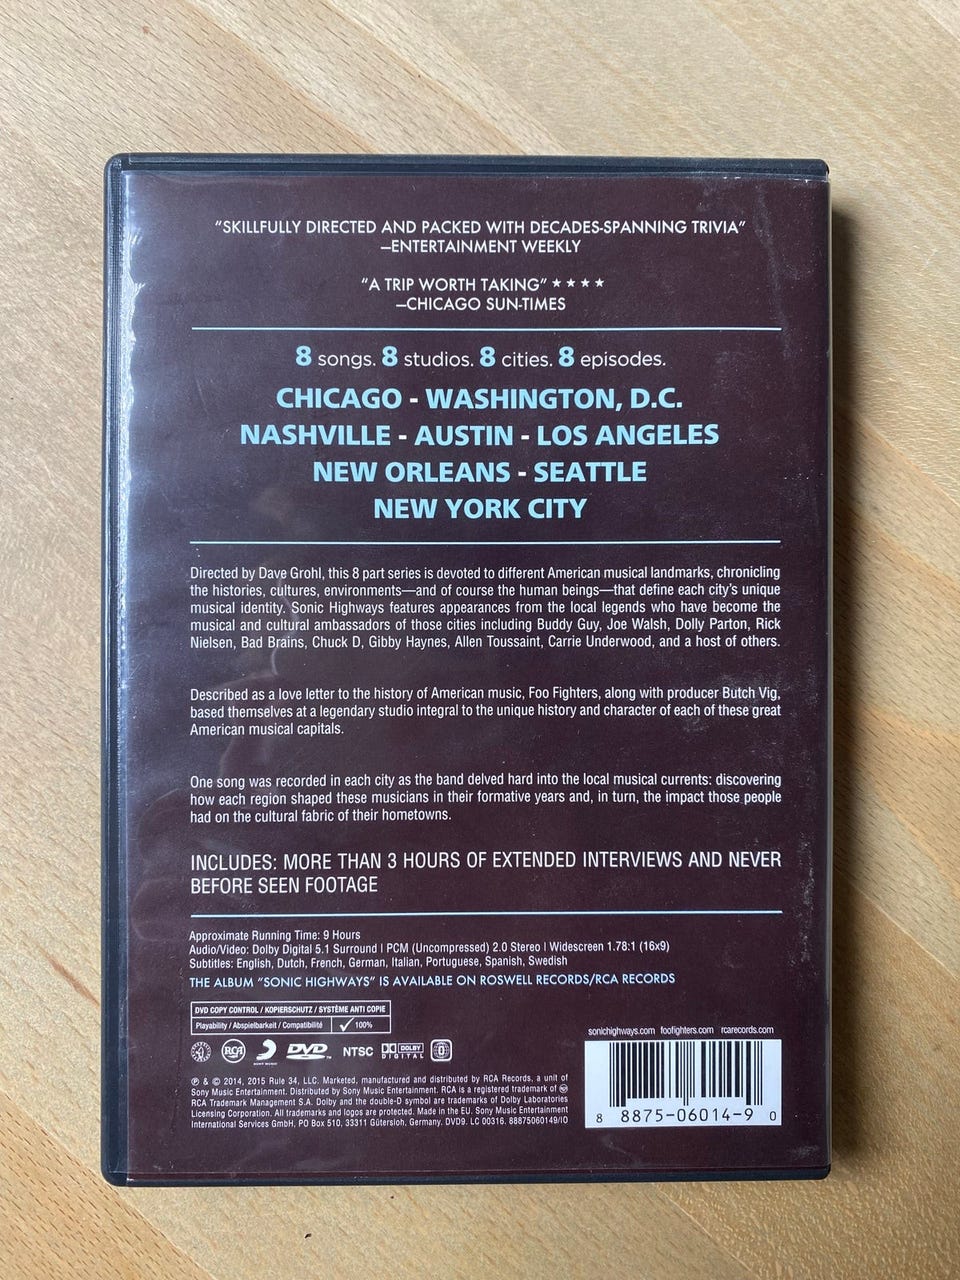 "SKILLFULLY DIRECTED AND PACKED WITH DECADES-SPANNING TRIVIA"
—ENTERTAINMENT WEEKLY
"A TRIP WORTH TAKING" ★ ★ ★ ★
—CHICAGO SUN-TIMES
8 songs. 8 studios. 8 cities. 8 episodes.
CHICAGO - WASHINGTON, D.C.
NASHVILLE - AUSTIN - LOS ANGELES
NEW ORLEANS - SEATTLE
NEW YORK CITY
Directed by Dave Grohl, this 8 part series is devoted to different American musical landmarks, chronicling
the histories, cultures, environments—and of course the human beings—that define each city's unique
musical identity. Sonic Highways features appearances from the local legends who have become the
musical and cultural ambassadors of those cities including Buddy Guy, Joe Walsh, Dolly Parton, Rick
Nielsen, Bad Brains, Chuck D, Gibby Haynes, Allen Toussaint, Carrie Underwood, and a host of others.
Described as a love letter to the history of American music, Foo Fighters, along with producer Butch Vig,
based themselves at a legendary studio integral to the unique history and character of each of these great
American musical capitals.
One song was recorded in each city as the band delved hard into the local musical currents: discovering
how each region shaped these musicians in their formative years and, in turn, the impact those people
had on the cultural fabric of their hometowns.
INCLUDES: MORE THAN 3 HOURS OF EXTENDED INTERVIEWS AND NEVER
BEFORE SEEN FOOTAGE
Approximate Running Time: 9 Hours
Audio/Video: Dolby Digital 5.1 Surround | PCM (Uncompressed) 2.0 Stereo | Widescreen 1.78:1 (16x9)
Subtitles: English, Dutch, French, German, Italian, Portuguese, Spanish, Swedish
THE ALBUM "SONIC HIGHWAYS" IS AVAILABLE ON ROSWELL RECORDS/RCA RECORDS
DVD COPY CONTROL / KOPIERSCHUTZ / SYSTÈME ANTI COPIE
Playability / Abspielbarkeit / Compatibilité ✓ 100%
RCA SONY MUSIC DVD NTSC DOLBY DIGITAL 0
sonichighways.com foofighters.com rcarecords.com
℗ & © 2014, 2015 Rule 34, LLC. Marketed, manufactured and distributed by RCA Records, a unit of
Sony Music Entertainment. Distributed by Sony Music Entertainment. RCA is a registered trademark of
RCA Trademark Management S.A. Dolby and the double-D symbol are trademarks of Dolby Laboratories
Licensing Corporation. All trademarks and logos are protected. Made in the EU. Sony Music Entertainment
International Services GmbH, PO Box 510, 33311 Gütersloh, Germany. DVD9. LC 00316. 88875060149/IO
8 8875-06014-9 0